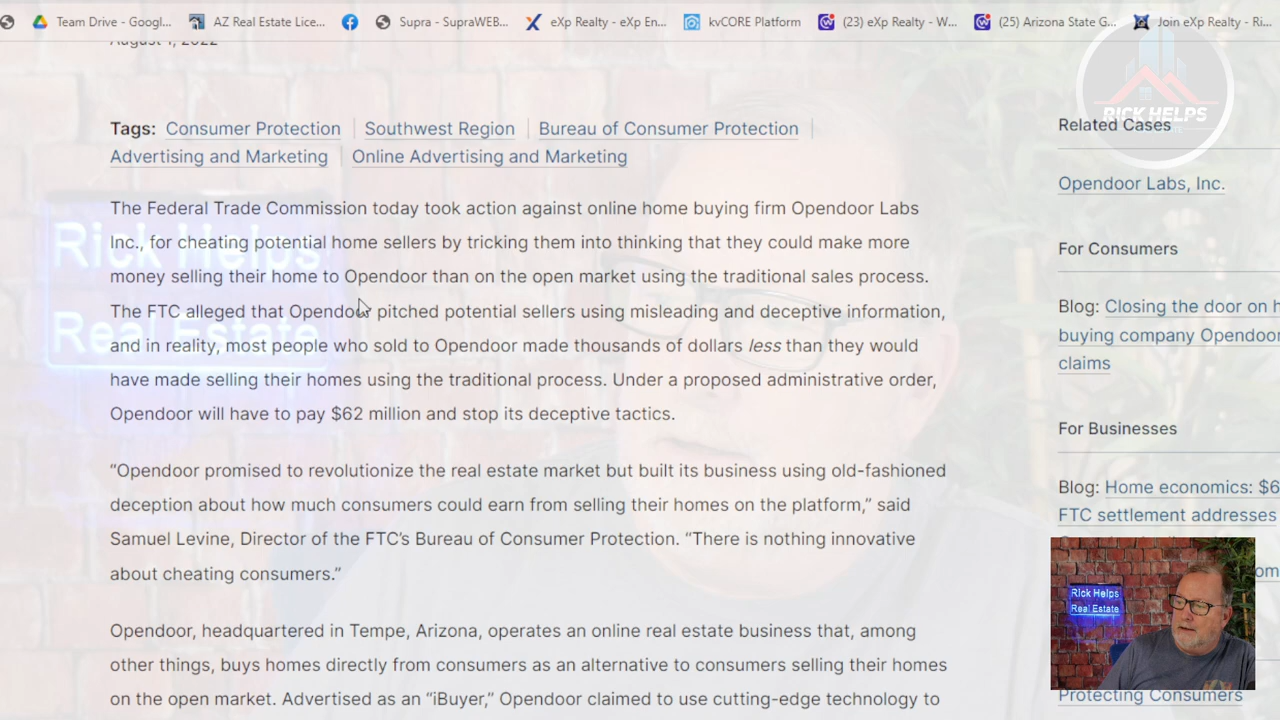 Team Drive - Googl...
AZ Real Estate Lice...
Supra - SupraWEB...
eXp Realty - eXp En...
kvCORE Platform
(23) eXp Realty - W...
(25) Arizona State G...
Join eXp Realty - Ri...
August 1, 2022
Tags: Consumer Protection | Southwest Region | Bureau of Consumer Protection |
Advertising and Marketing | Online Advertising and Marketing
The Federal Trade Commission today took action against online home buying firm Opendoor Labs
Inc., for cheating potential home sellers by tricking them into thinking that they could make more
money selling their home to Opendoor than on the open market using the traditional sales process.
The FTC alleged that Opendoor pitched potential sellers using misleading and deceptive information,
and in reality, most people who sold to Opendoor made thousands of dollars less than they would
have made selling their homes using the traditional process. Under a proposed administrative order,
Opendoor will have to pay $62 million and stop its deceptive tactics.
“Opendoor promised to revolutionize the real estate market but built its business using old-fashioned
deception about how much consumers could earn from selling their homes on the platform,” said
Samuel Levine, Director of the FTC’s Bureau of Consumer Protection. “There is nothing innovative
about cheating consumers.”
Opendoor, headquartered in Tempe, Arizona, operates an online real estate business that, among
other things, buys homes directly from consumers as an alternative to consumers selling their homes
on the open market. Advertised as an “iBuyer,” Opendoor claimed to use cutting-edge technology to
Rick Helps
Real Estate
RICK HELPS
Related Cases
Opendoor Labs, Inc.
For Consumers
Blog: Closing the door on h
buying company Opendoor
claims
For Businesses
Blog: Home economics: $6
FTC settlement addresses
om
Rick Helps
Real Estate
Protecting Consumers